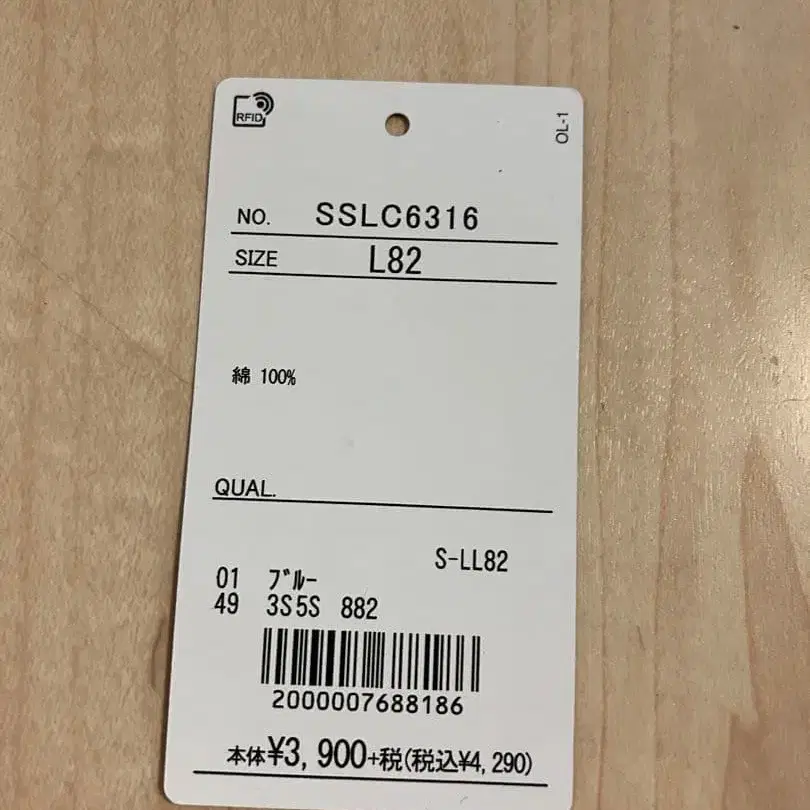 RFID
OL-1
NO. SSLC6316
SIZE L82
綿 100%
QUAL.
S-LL82
01 ﾌﾞﾙｰ
49 3S5S 882
2000007688186
本体¥3,900+税(税込¥4,290)